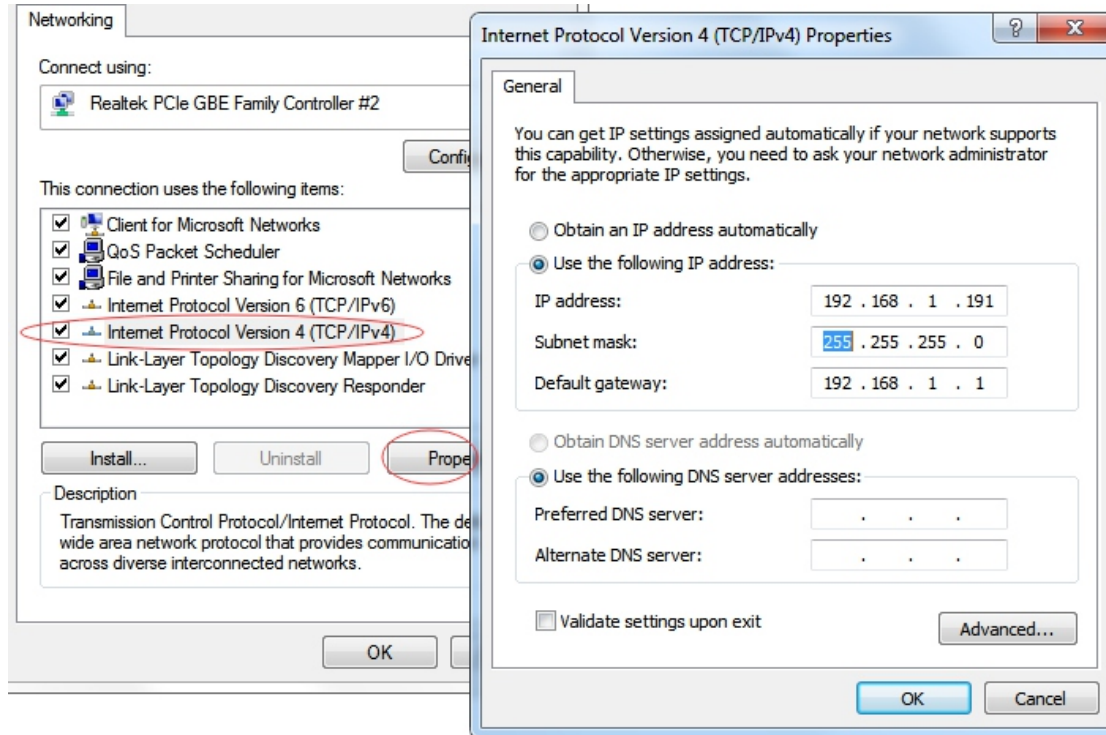 Networking
Connect using:
Realtek PCIe GBE Family Controller #2
This connection uses the following items:
Client for Microsoft Networks
QoS Packet Scheduler
File and Printer Sharing for Microsoft Networks
Internet Protocol Version 6 (TCP/IPv6)
Internet Protocol Version 4 (TCP/IPv4)
Link-Layer Topology Discovery Mapper I/O Drive
Link-Layer Topology Discovery Responder
Install...
Uninstall
Description
Transmission Control Protocol/Internet Protocol. The
wide area network protocol that provides
across diverse interconnected networks.
OK
Internet Protocol Version 4 (TCP/IPv4) Properties
General
You can get IP settings assigned automatically if your network supports
this capability. Otherwise, you need to ask your network administrator
for the appropriate IP settings.
Obtain an IP address automatically
Use the following IP address:
IP address:
192 . 168 . 1 . 191
Subnet mask:
255 . 255 . 255 . 0
Default gateway:
192 . 168 . 1 . 1
Obtain DNS server address automatically
Use the following DNS server addresses:
Preferred DNS server:
. . .
Alternate DNS server:
. . .
Validate settings upon exit
Advanced...
OK
Cancel